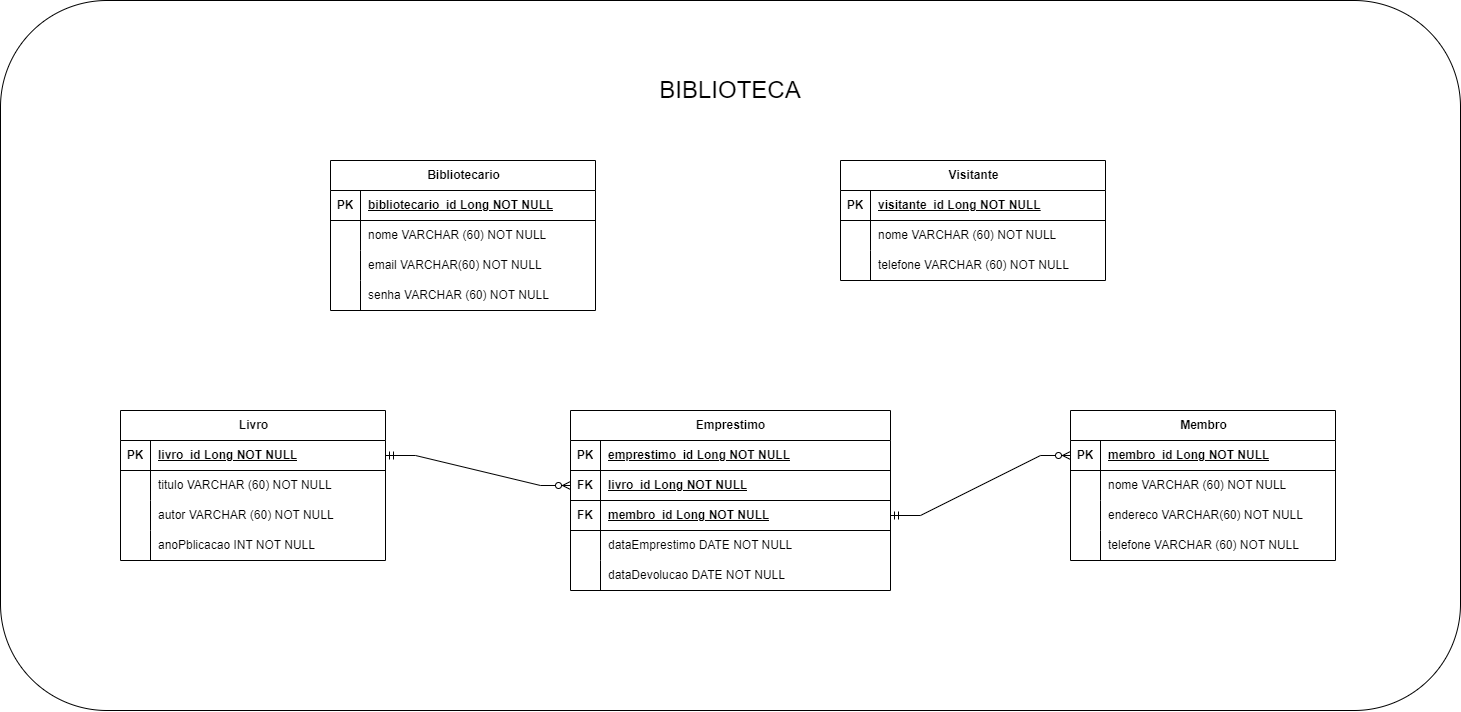 BIBLIOTECA
Bibliotecario
PK bibliotecario_id Long NOT NULL
nome VARCHAR (60) NOT NULL
email VARCHAR(60) NOT NULL
senha VARCHAR (60) NOT NULL
Visitante
PK visitante_id Long NOT NULL
nome VARCHAR (60) NOT NULL
telefone VARCHAR (60) NOT NULL
Livro
PK livro_id Long NOT NULL
titulo VARCHAR (60) NOT NULL
autor VARCHAR (60) NOT NULL
anoPblicacao INT NOT NULL
Emprestimo
PK emprestimo_id Long NOT NULL
FK livro_id Long NOT NULL
FK membro_id Long NOT NULL
dataEmprestimo DATE NOT NULL
dataDevolucao DATE NOT NULL
Membro
PK membro_id Long NOT NULL
nome VARCHAR (60) NOT NULL
endereco VARCHAR(60) NOT NULL
telefone VARCHAR (60) NOT NULL